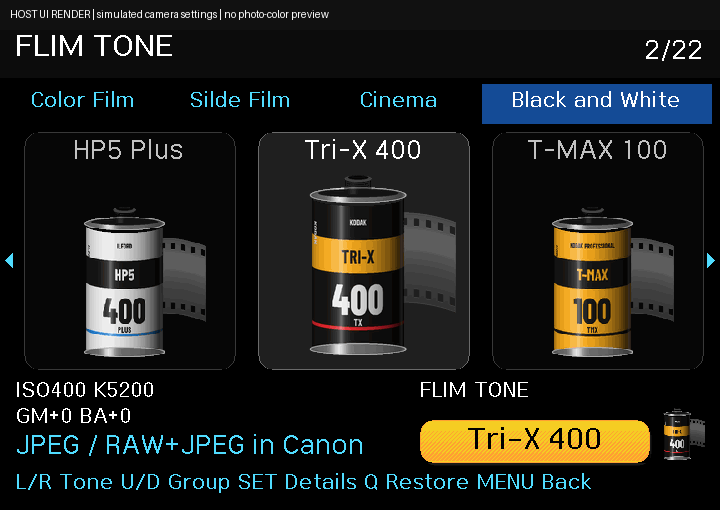 HOST UI RENDER | simulated camera settings | no photo-color preview
FLIM TONE
2/22
Color Film
Silde Film
Cinema
Black and White
HP5 Plus
Tri-X 400
T-MAX 100
ILFORD
HP5
400
PLUS
KODAK
KODAK
TRI-X
400
TX
KODAK PROFESSIONAL
T-MAX
100
TMX
ISO400 K5200
FLIM TONE
GM+0 BA+0
JPEG / RAW+JPEG in Canon
Tri-X 400
TRI-X
400
L/R Tone U/D Group SET Details Q Restore MENU Back